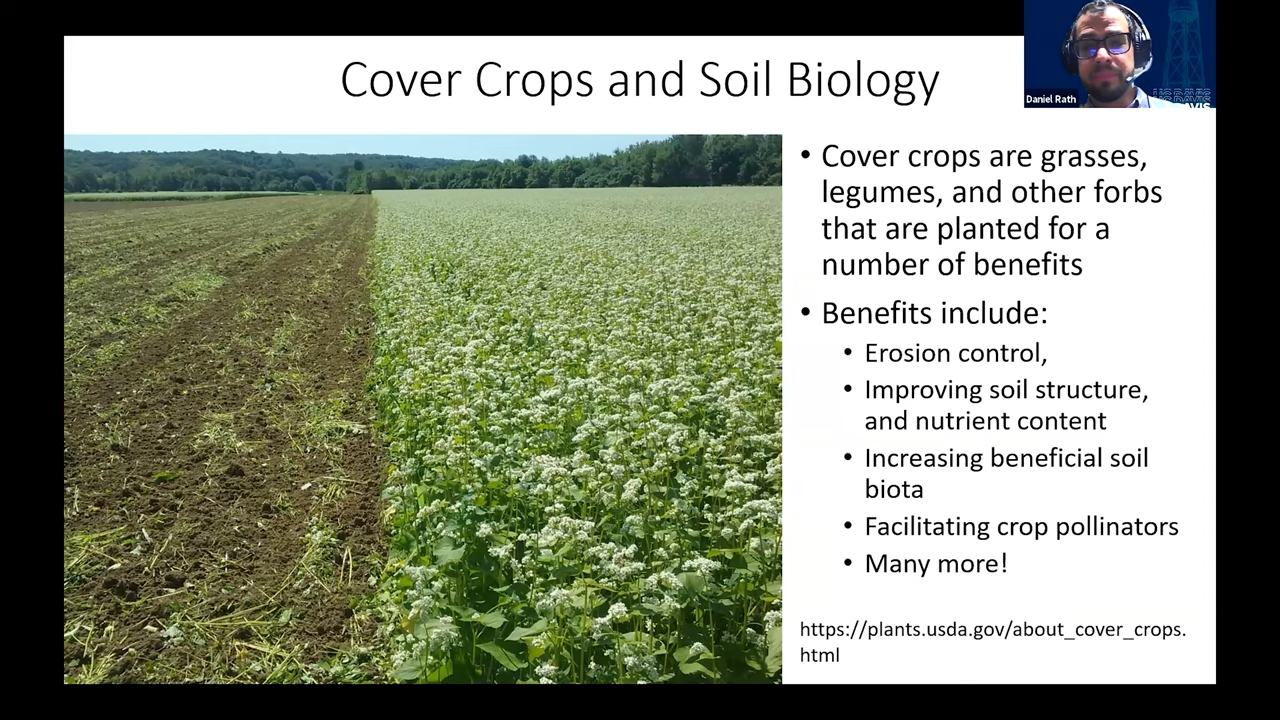 Cover Crops and Soil Biology
Daniel Rath
DAVIS
• Cover crops are grasses,
legumes, and other forbs
that are planted for a
number of benefits
• Benefits include:
• Erosion control,
• Improving soil structure,
and nutrient content
• Increasing beneficial soil
biota
• Facilitating crop pollinators
• Many more!
https://plants.usda.gov/about_cover_crops.
html